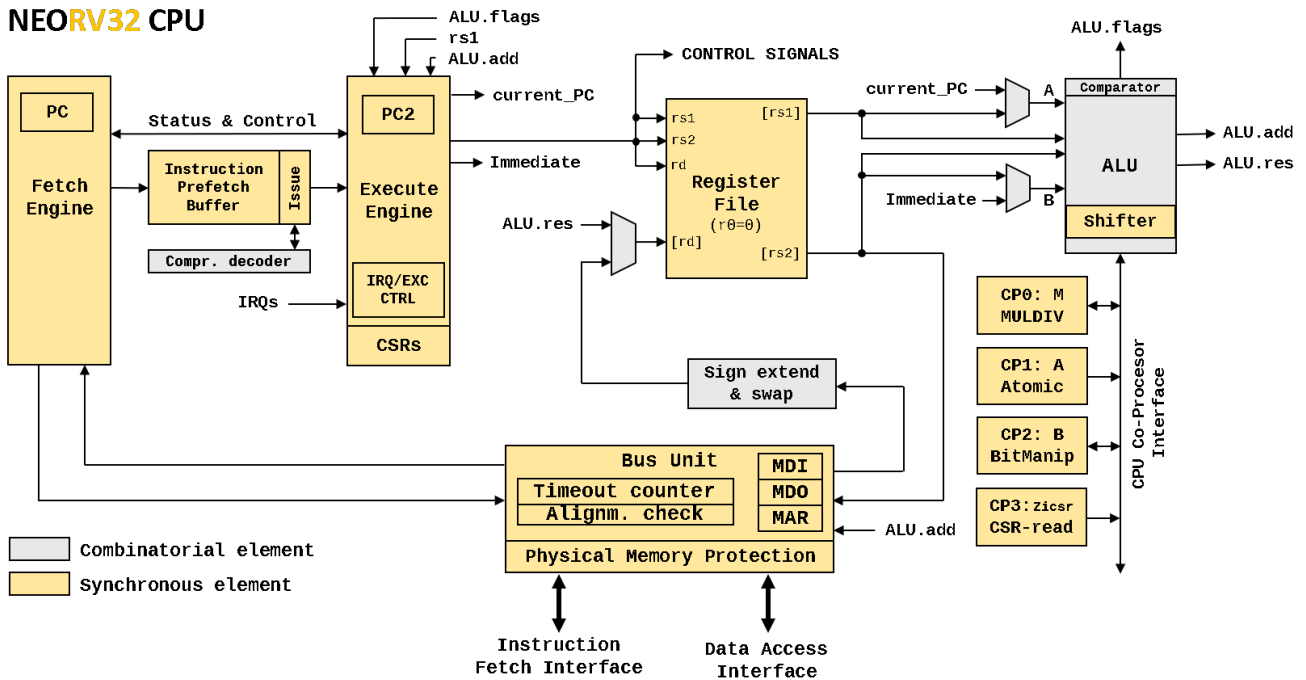 NEORV32 CPU
ALU.flags
rs1
ALU.add
current_PC
Immediate
CONTROL SIGNALS
PC
Fetch
Engine
Status & Control
Instruction
Prefetch
Buffer
Issue
Compr. decoder
IRQs
PC2
Execute
Engine
IRQ/EXC
CTRL
CSRs
rs1
rs2
rd
[rd]
[rs1]
[rs2]
Register
File
(r0=0)
ALU.res
current_PC
A
Immediate
B
ALU.flags
Comparator
ALU
Shifter
ALU.add
ALU.res
CP0: M
MULDIV
CP1: A
Atomic
CP2: B
BitManip
CP3:zicsr
CSR-read
CPU Co-Procesor
Interface
Sign extend
& swap
Bus Unit
Timeout counter
Alignm. check
MDI
MDO
MAR
ALU.add
Physical Memory Protection
Instruction
Fetch Interface
Data Access
Interface
Combinatorial element
Synchronous element